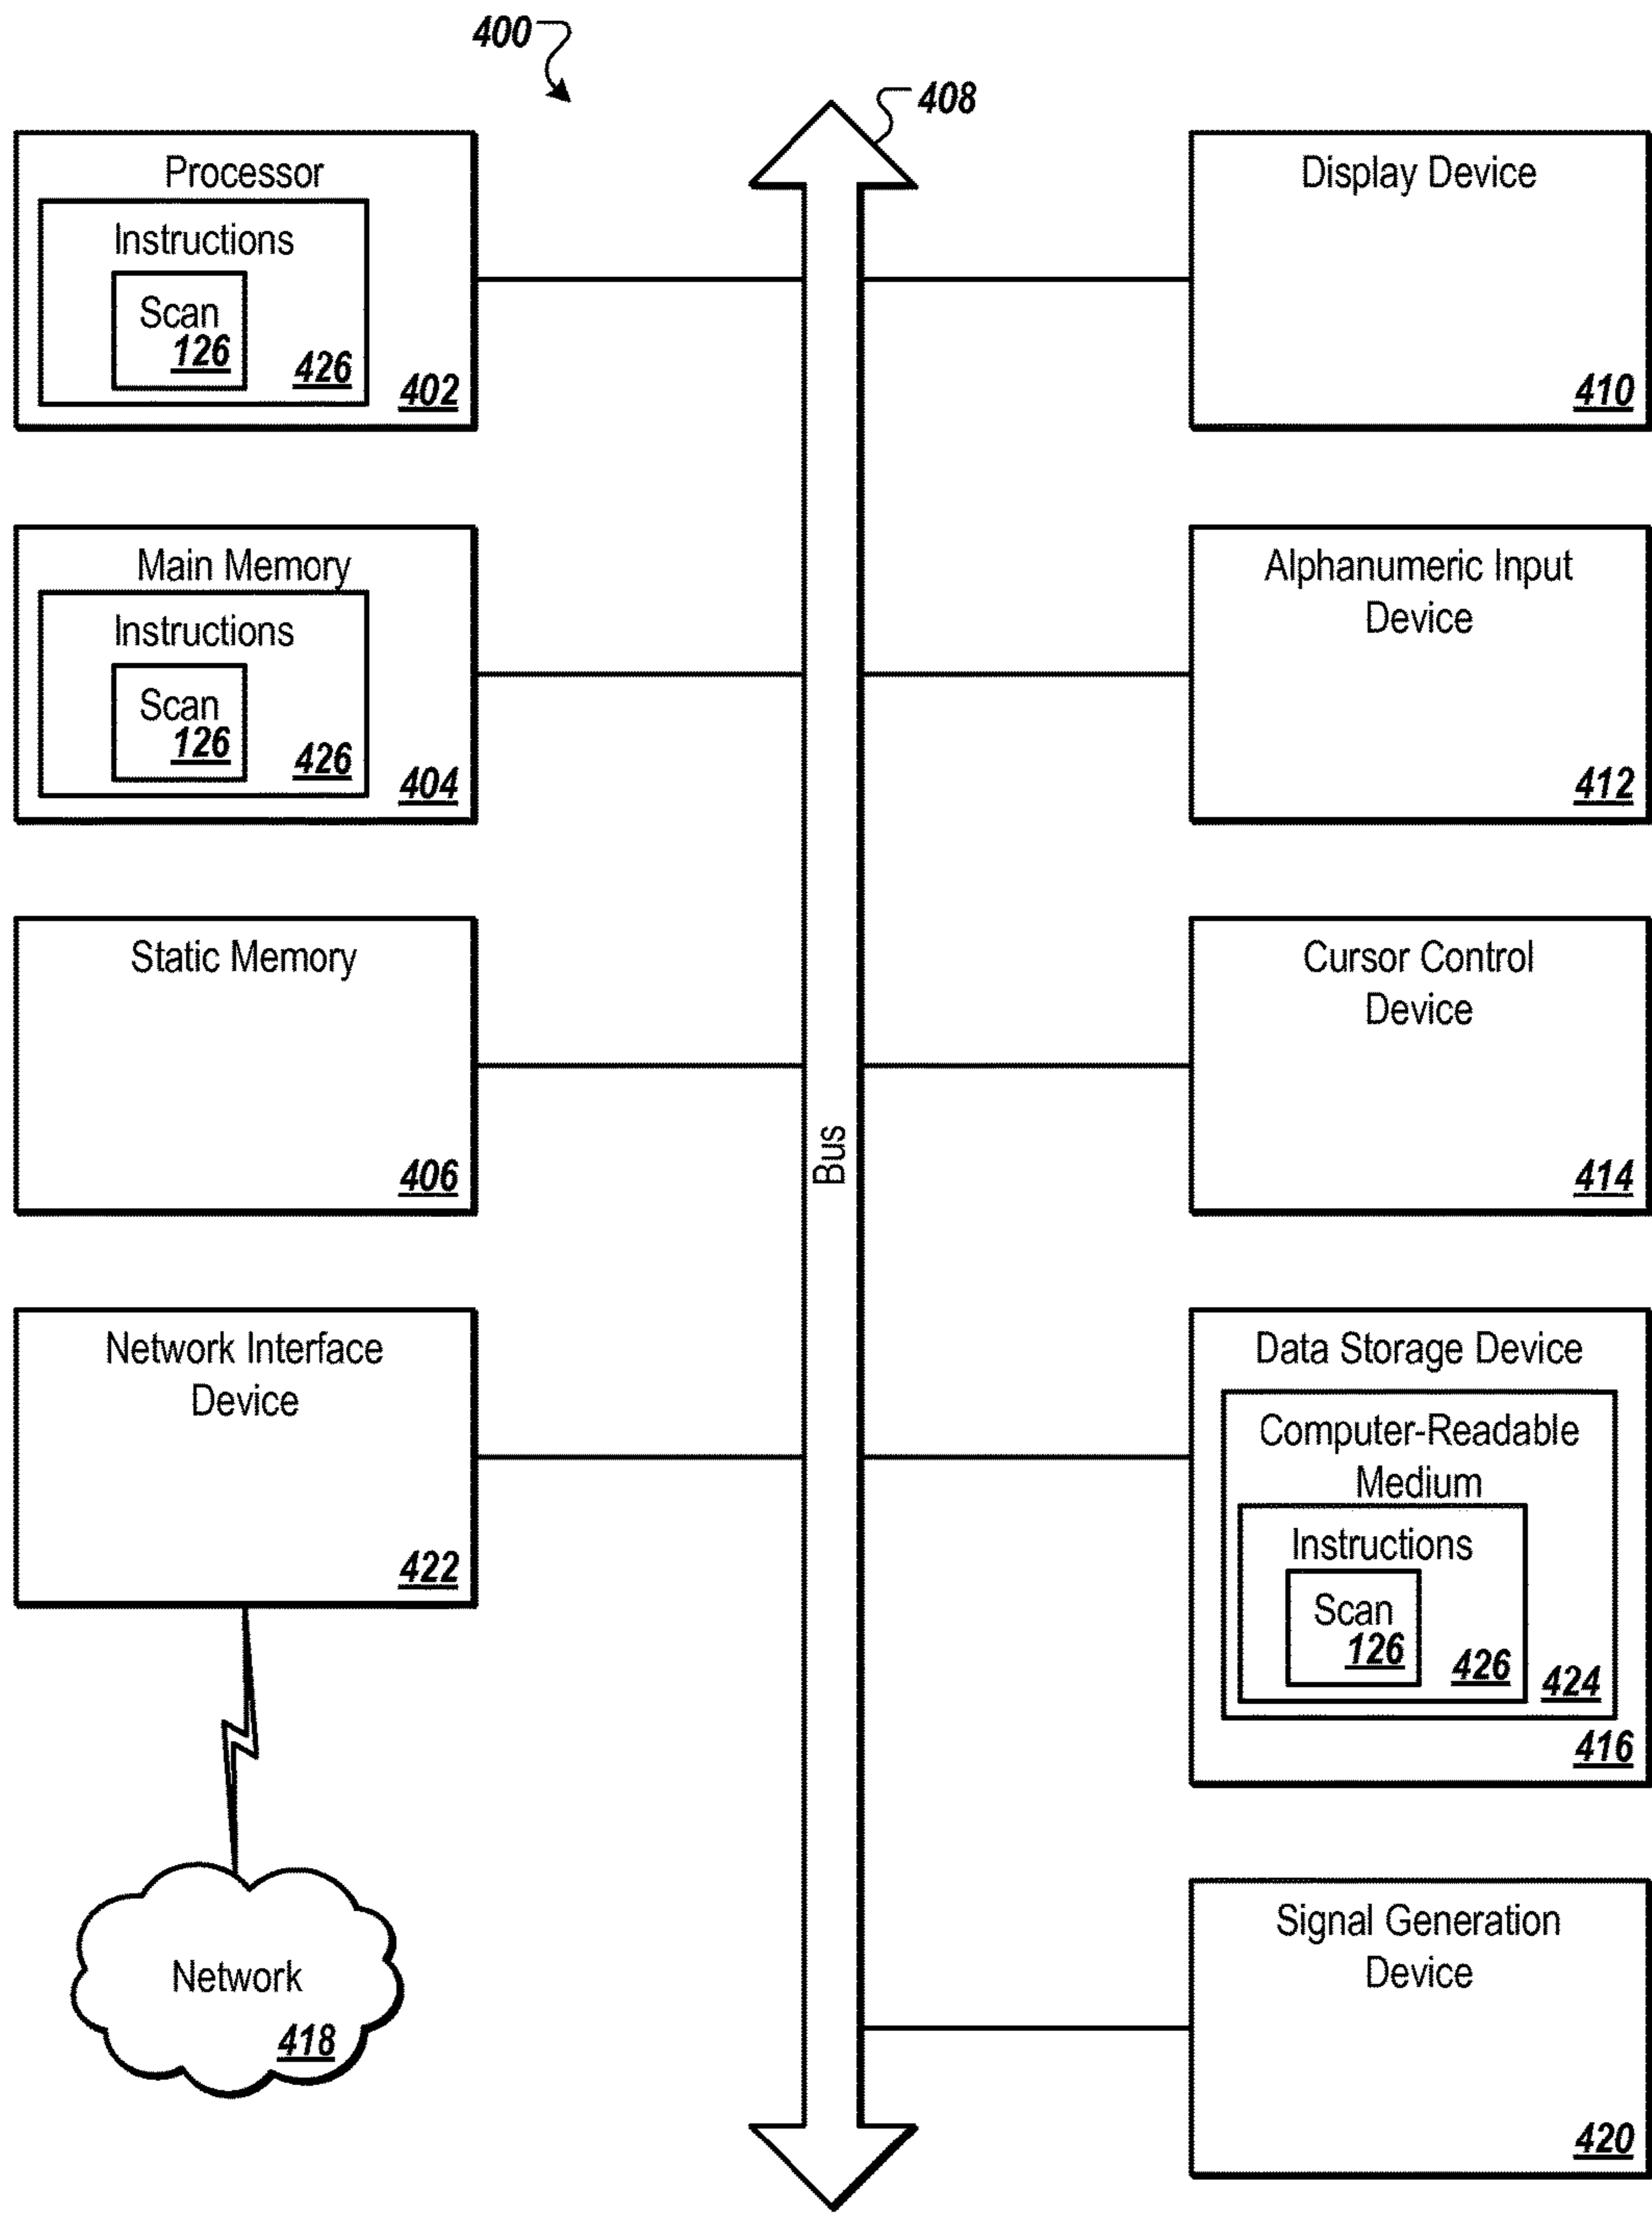 400
408
Processor
Instructions
Scan
126
426
402
Main Memory
Instructions
Scan
126
426
404
Static Memory
406
Network Interface
Device
422
Network
418
Bus
Display Device
410
Alphanumeric Input
Device
412
Cursor Control
Device
414
Data Storage Device
Computer-Readable
Medium
Instructions
Scan
126
426
424
416
Signal Generation
Device
420